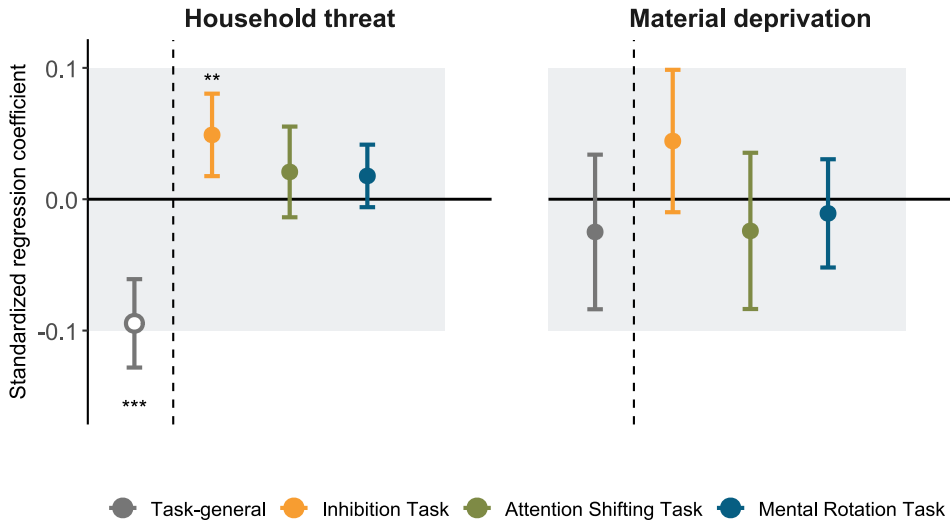 Household threat
Material deprivation
Standardized regression coefficient
0.1
0.0
-0.1
**
***
Task-general
Inhibition Task
Attention Shifting Task
Mental Rotation Task